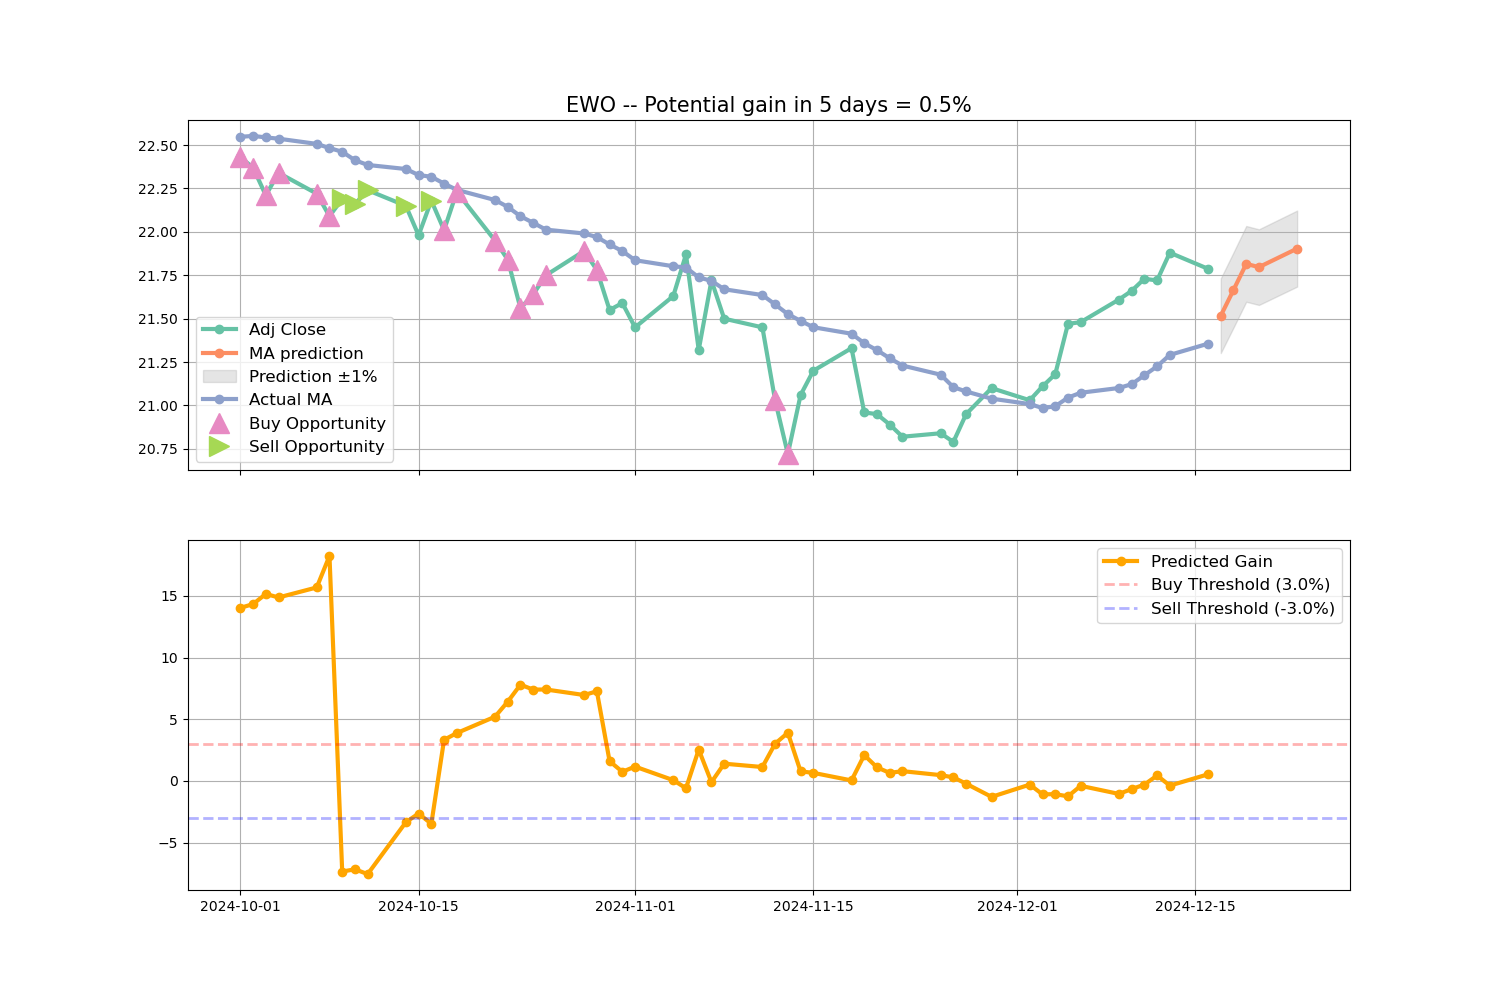 EWO -- Potential gain in 5 days = 0.5%
22.50
22.25
22.00
21.75
21.50
21.25
21.00
20.75
Adj Close
MA prediction
Prediction ±1%
Actual MA
Buy Opportunity
Sell Opportunity
15
10
5
0
−5
Predicted Gain
Buy Threshold (3.0%)
Sell Threshold (-3.0%)
2024-10-01 2024-10-15 2024-11-01 2024-11-15 2024-12-01 2024-12-15